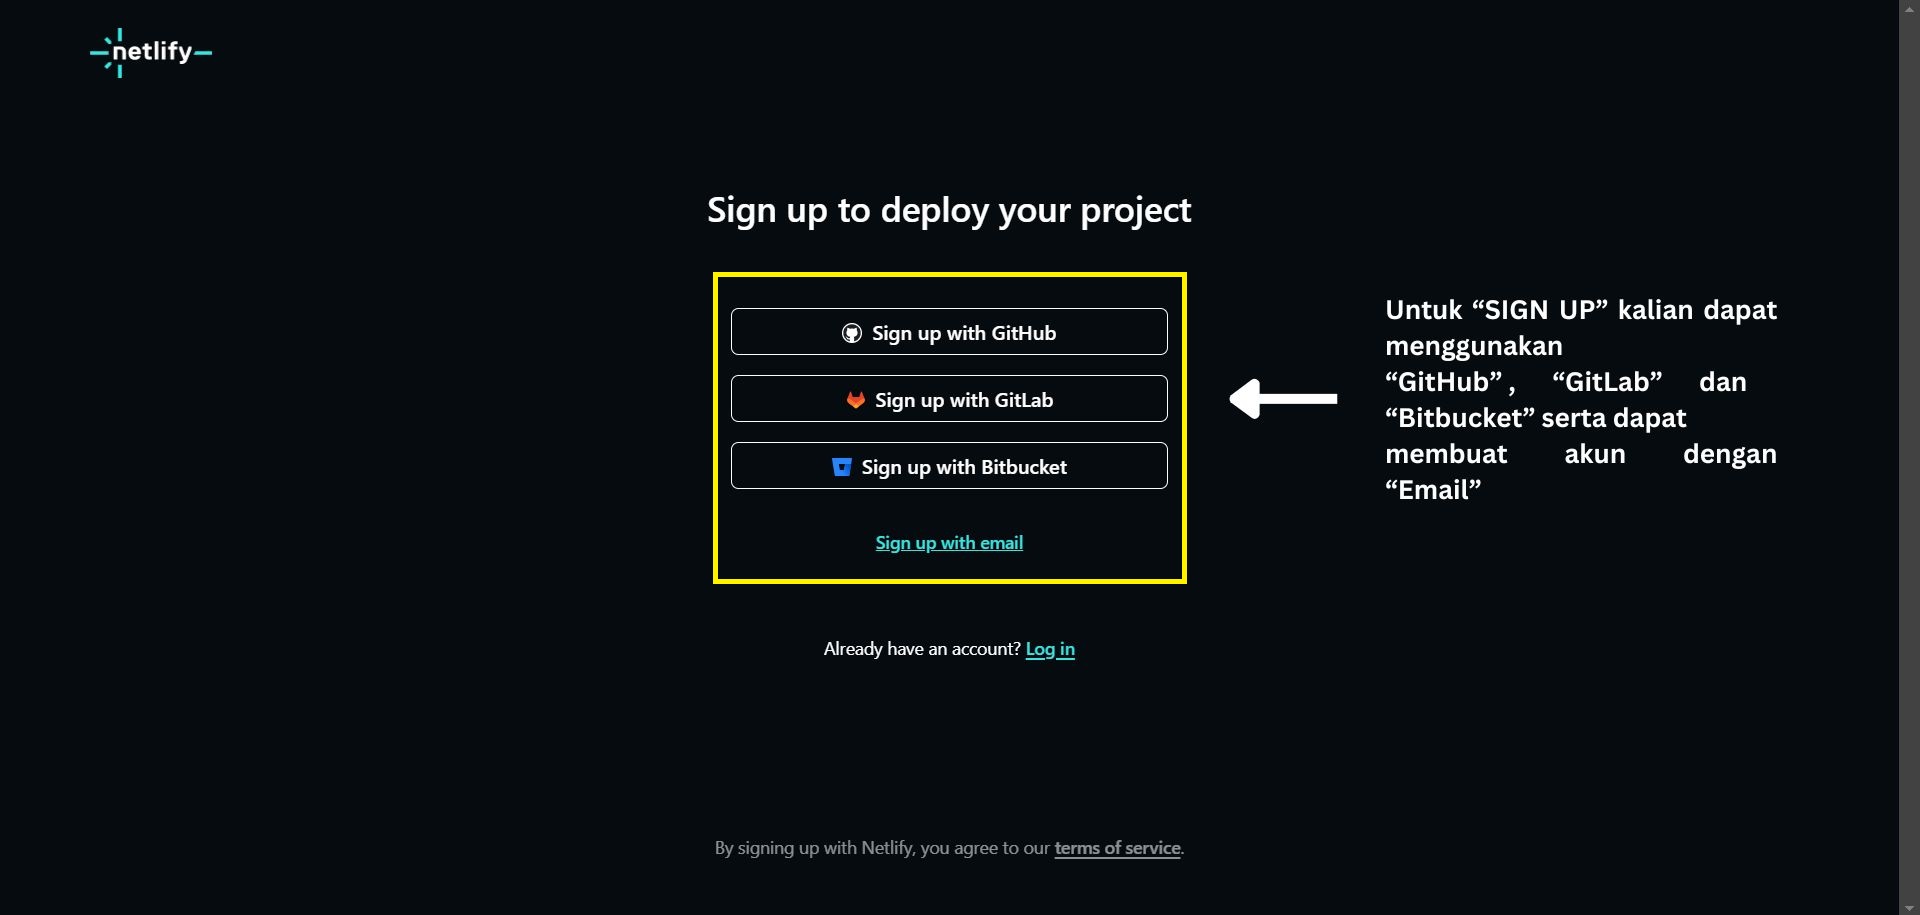 netlify
Sign up to deploy your project
Sign up with GitHub
Sign up with GitLab
Sign up with Bitbucket
Sign up with email
Untuk “SIGN UP” kalian dapat
menggunakan
“GitHub”, “GitLab” dan
“Bitbucket” serta dapat
membuat akun dengan
“Email”
Already have an account? Log in
By signing up with Netlify, you agree to our terms of service.